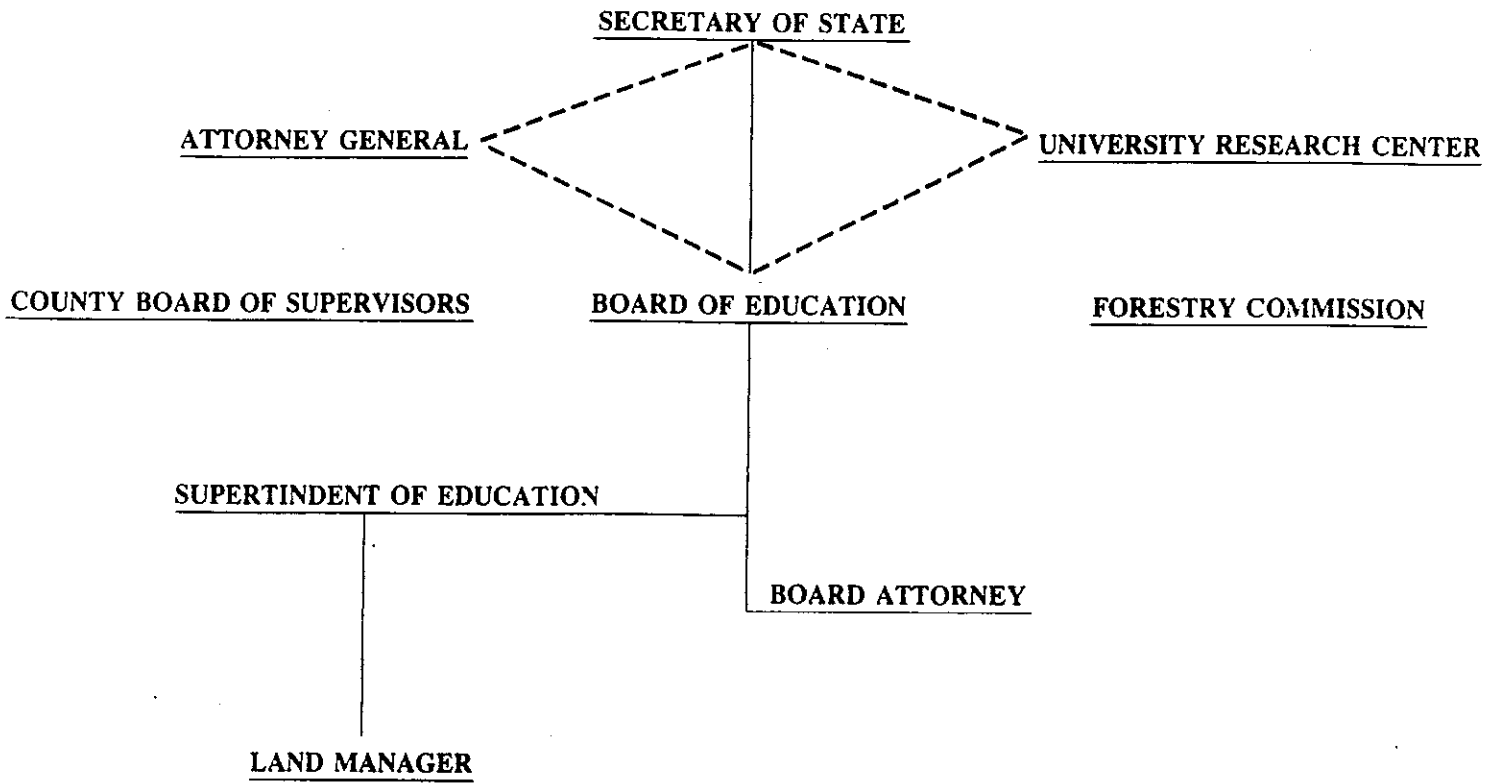 SECRETARY OF STATE
ATTORNEY GENERAL
UNIVERSITY RESEARCH CENTER
COUNTY BOARD OF SUPERVISORS
BOARD OF EDUCATION
FORESTRY COMMISSION
SUPERTINDENT OF EDUCATION
BOARD ATTORNEY
LAND MANAGER